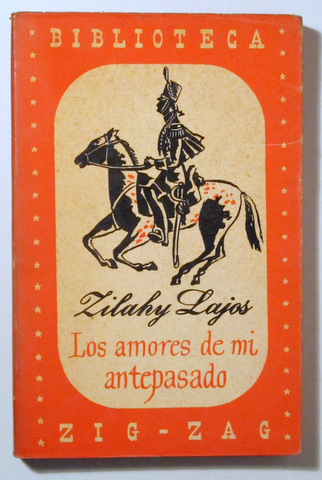 BIBLIOTECA
Zilahy Lajos
Los amores de mi
antepasado
ZIG-ZAG